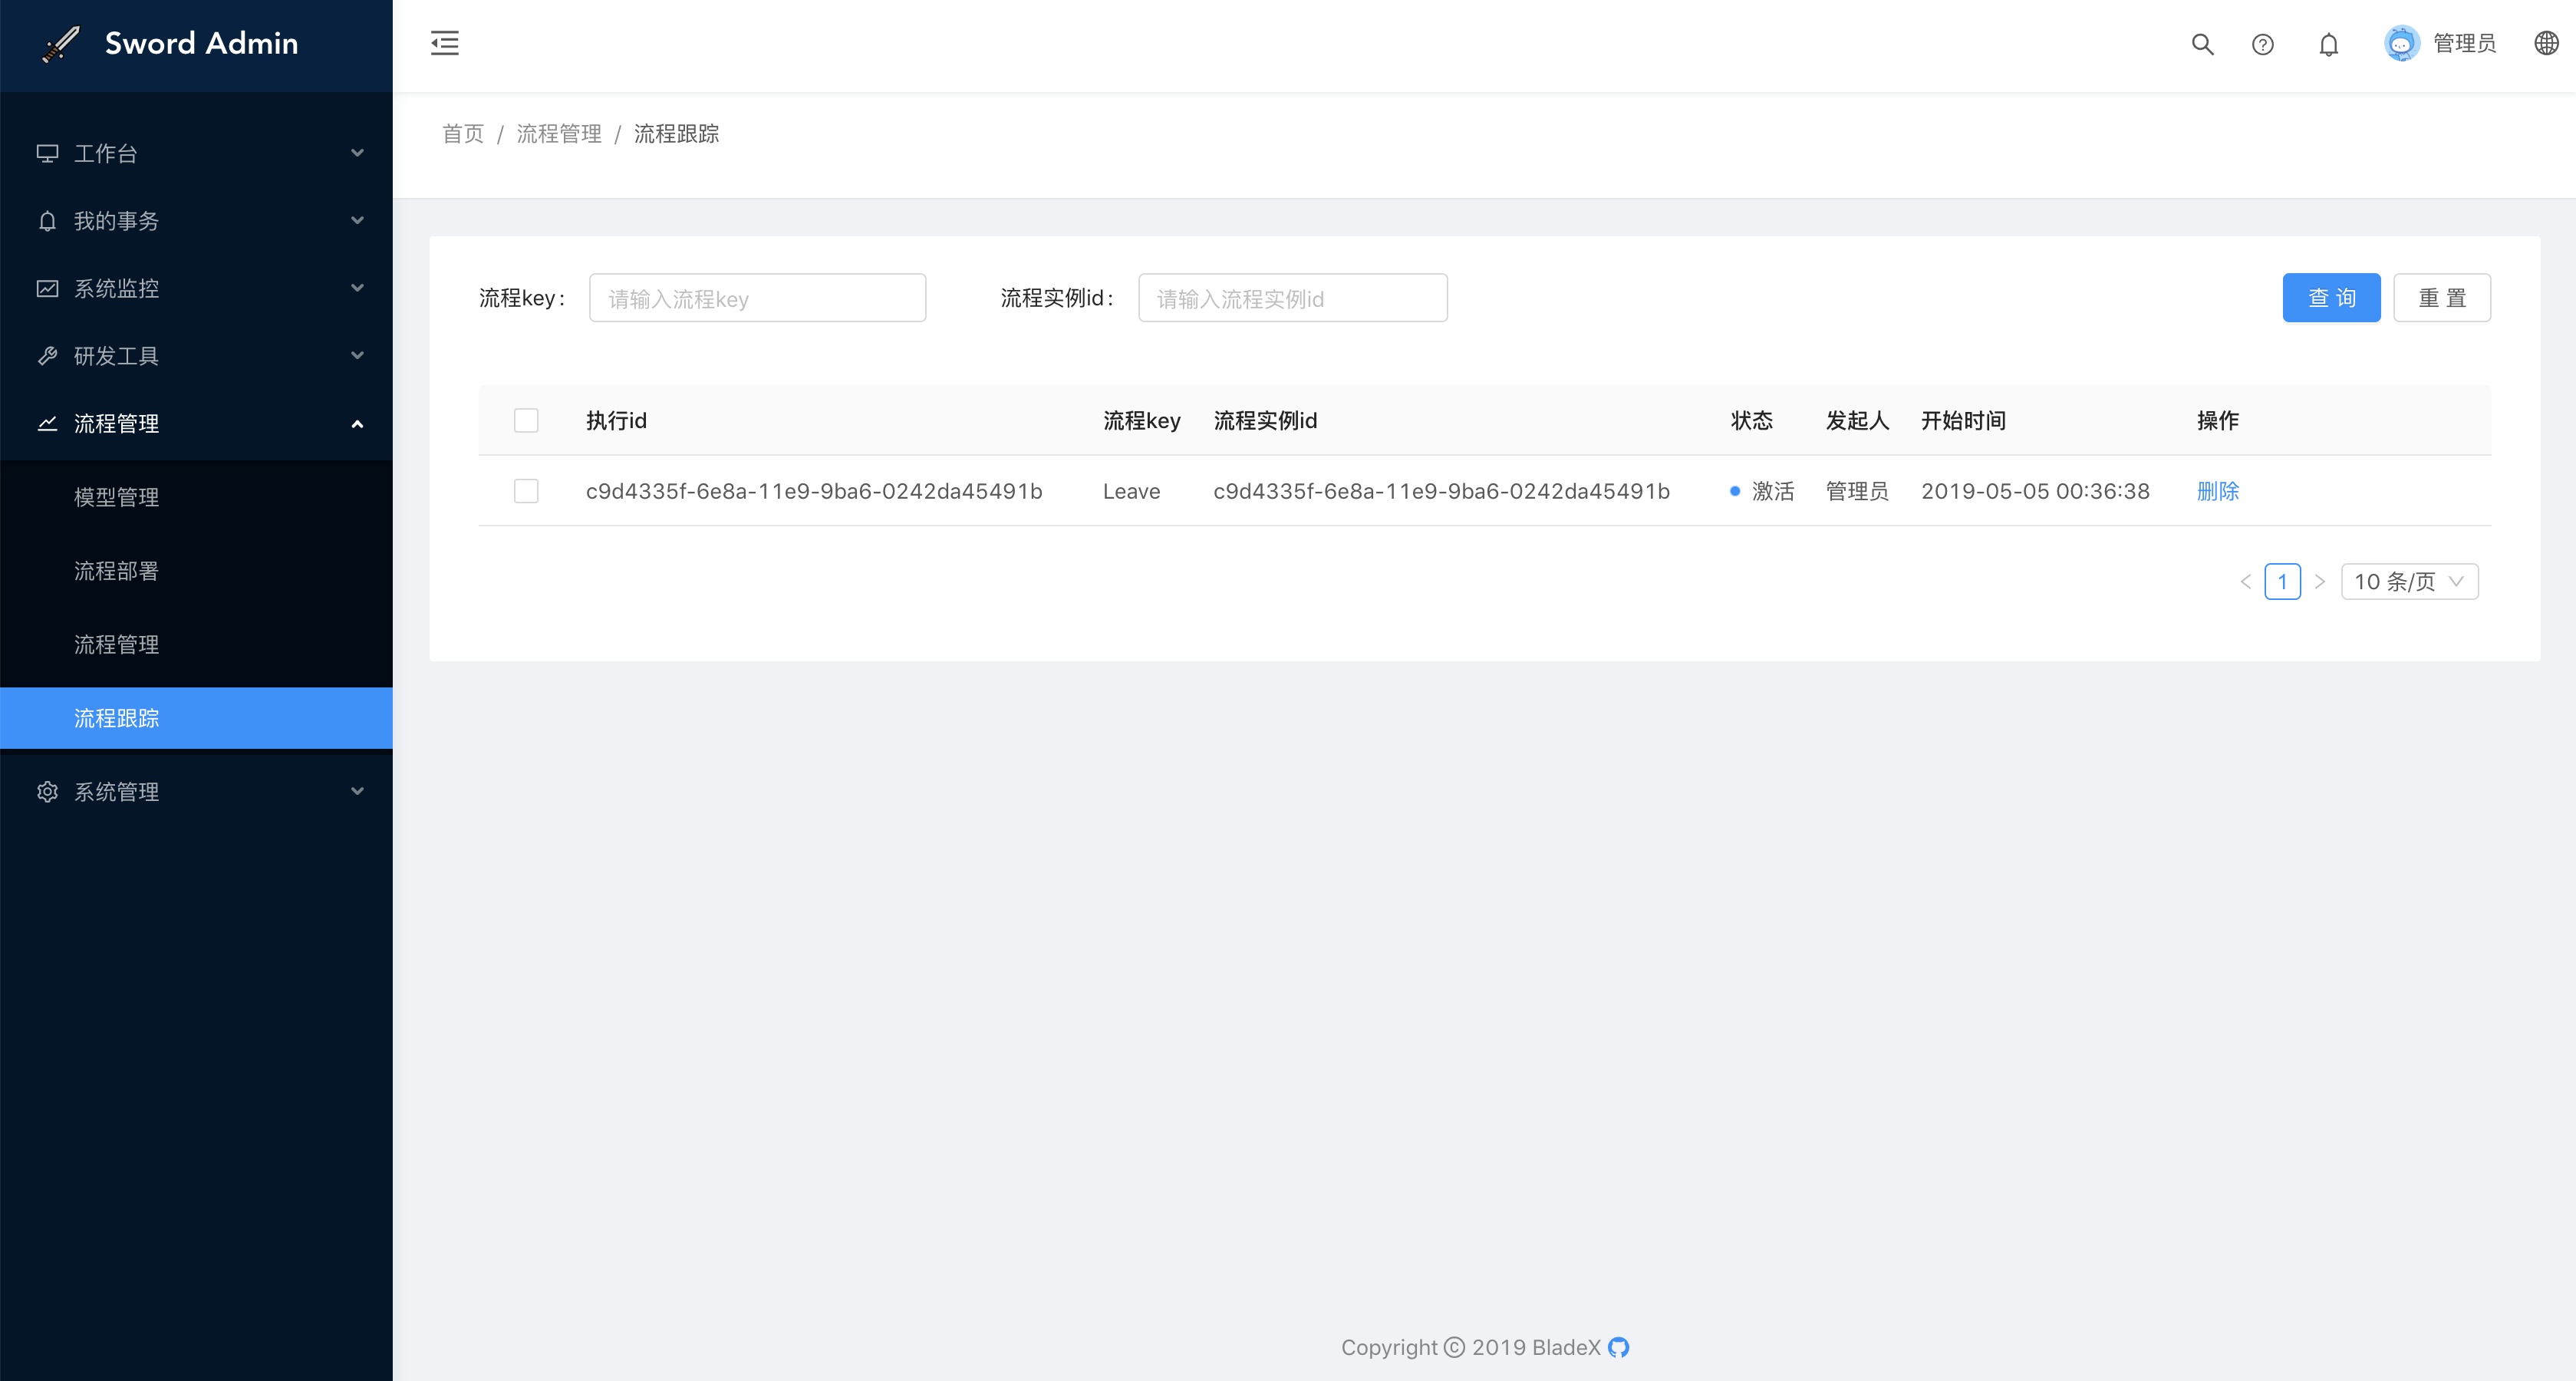 Sword Admin
管理员
首页 / 流程管理 / 流程跟踪
工作台
我的事务
系统监控
研发工具
流程管理
模型管理
流程部署
流程管理
流程跟踪
系统管理
流程key: 请输入流程key 流程实例id: 请输入流程实例id 查 询 重 置
执行id 流程key 流程实例id 状态 发起人 开始时间 操作
c9d4335f-6e8a-11e9-9ba6-0242da45491b Leave c9d4335f-6e8a-11e9-9ba6-0242da45491b 激活 管理员 2019-05-05 00:36:38 删除
< 1 > 10 条/页
Copyright © 2019 BladeX